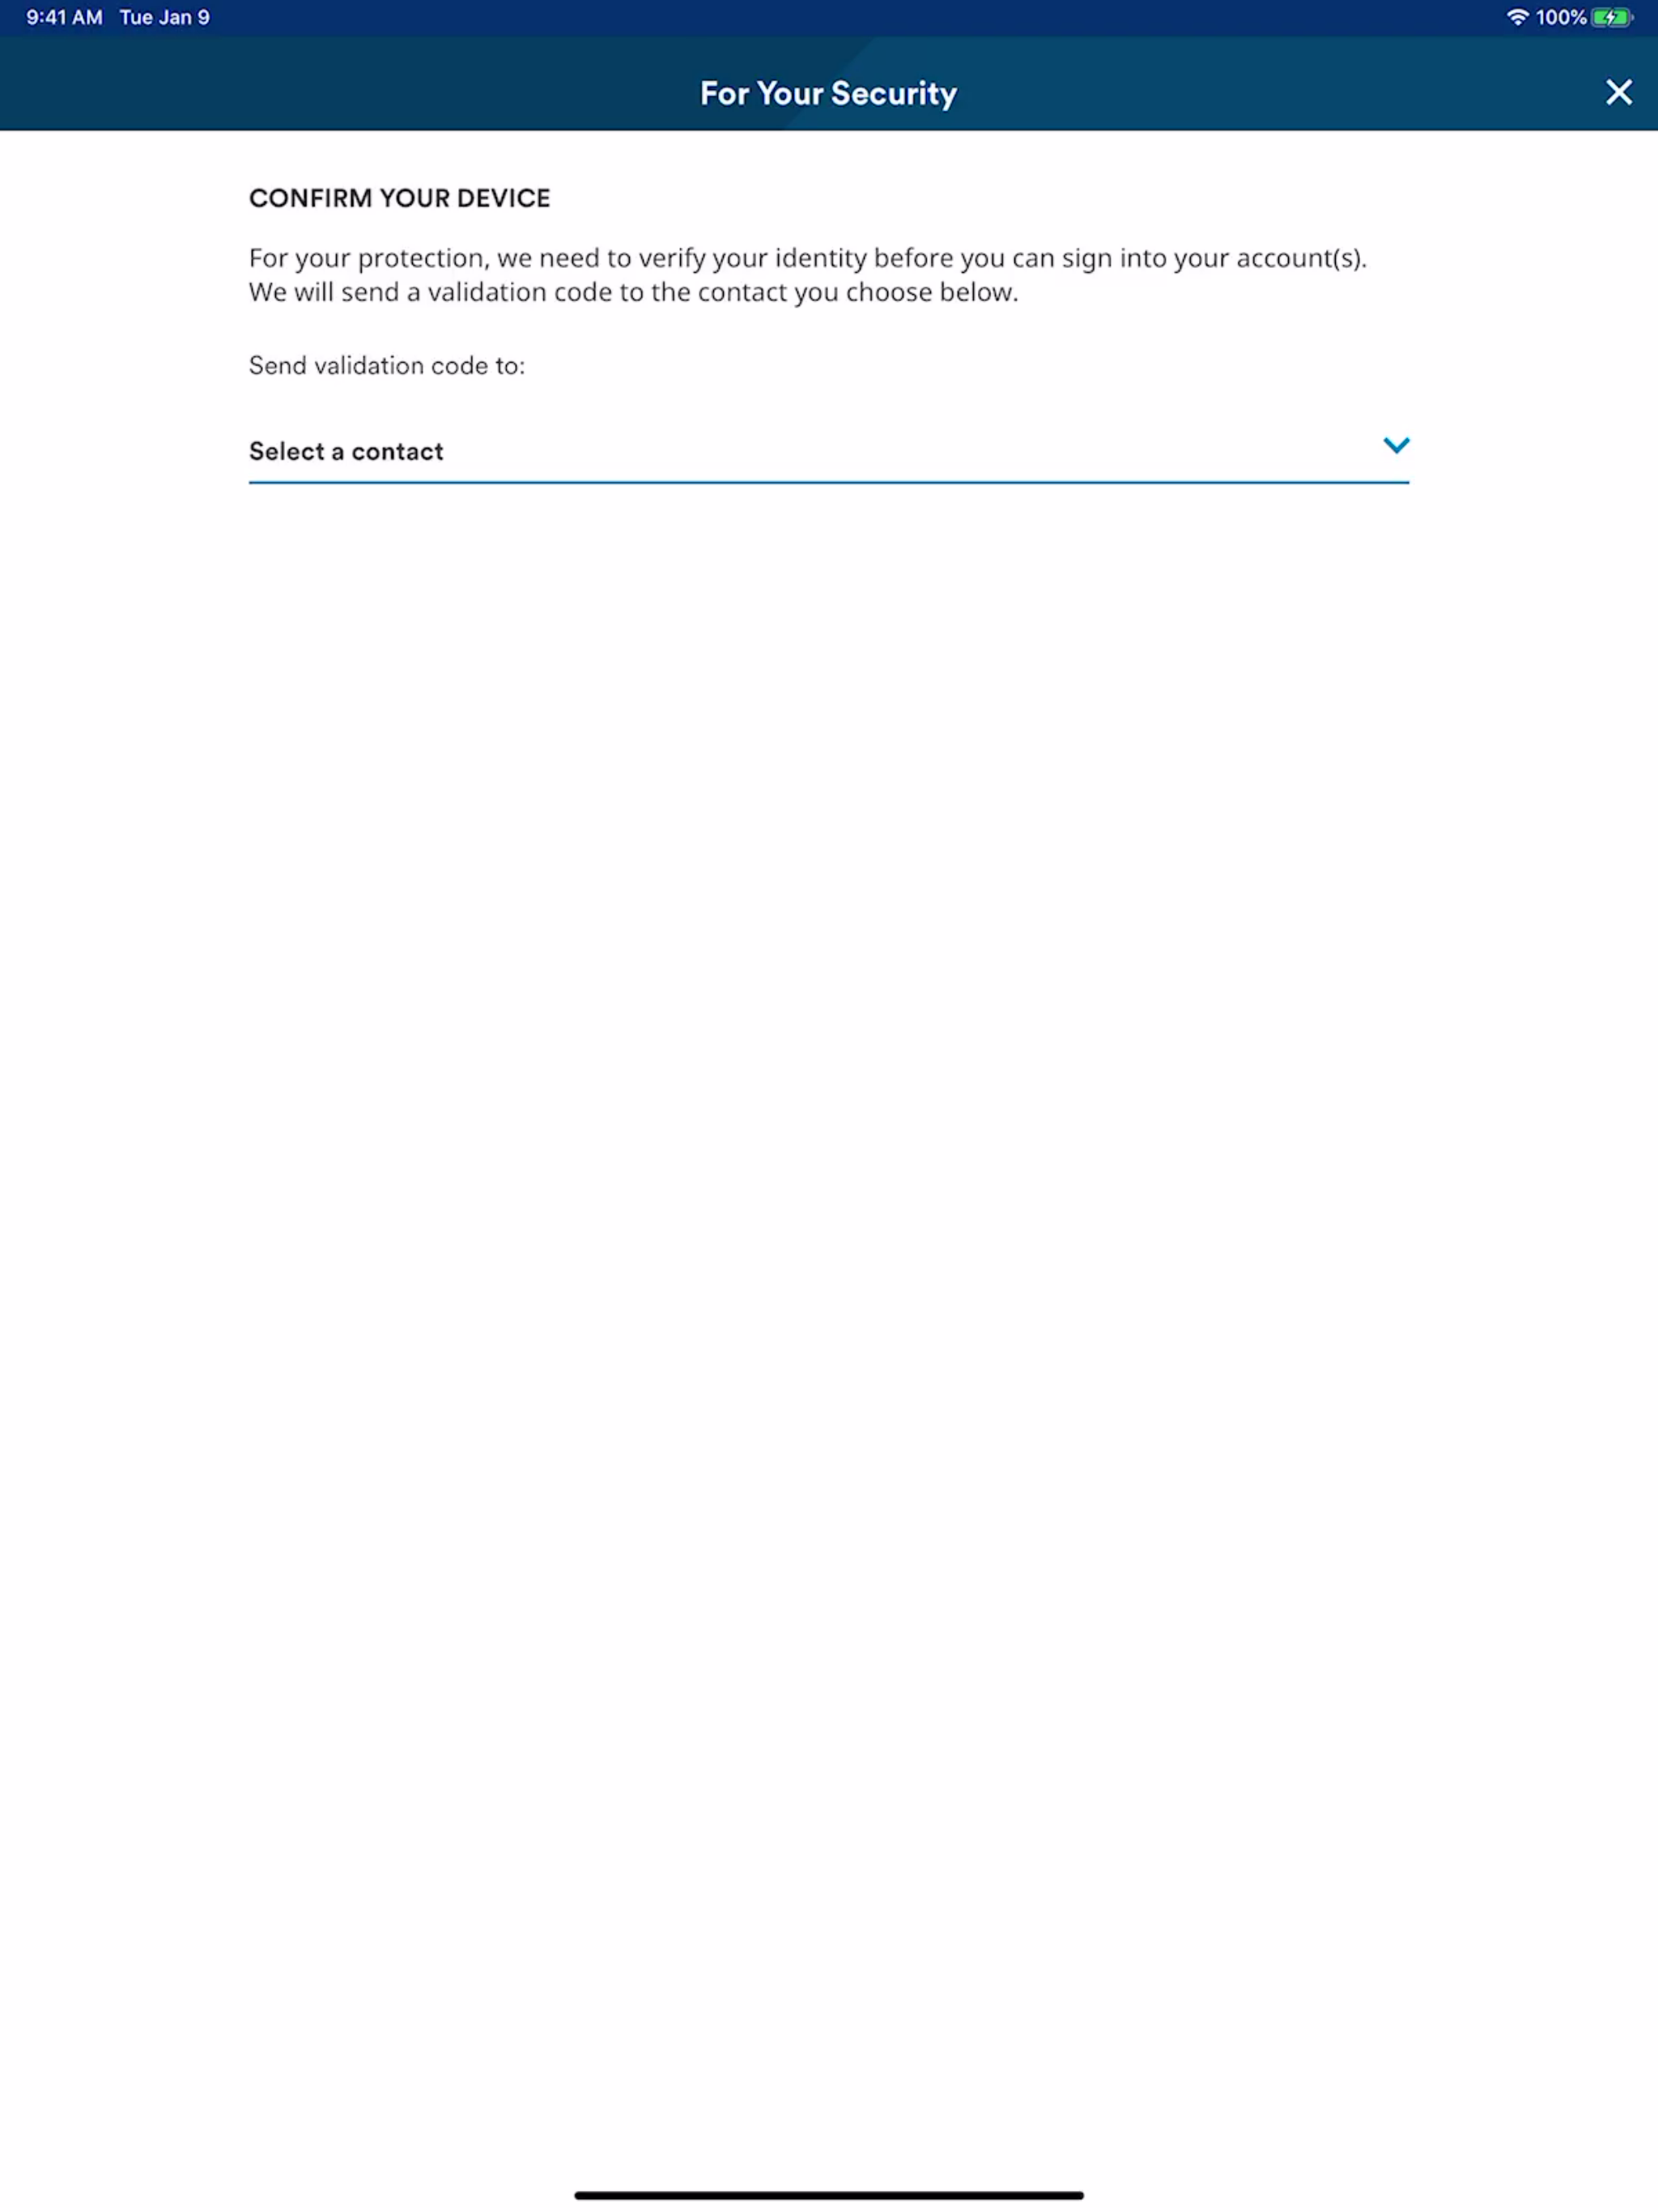 9:41 AM Tue Jan 9
100%
For Your Security
CONFIRM YOUR DEVICE
For your protection, we need to verify your identity before you can sign into your account(s).
We will send a validation code to the contact you choose below.
Send validation code to:
Select a contact